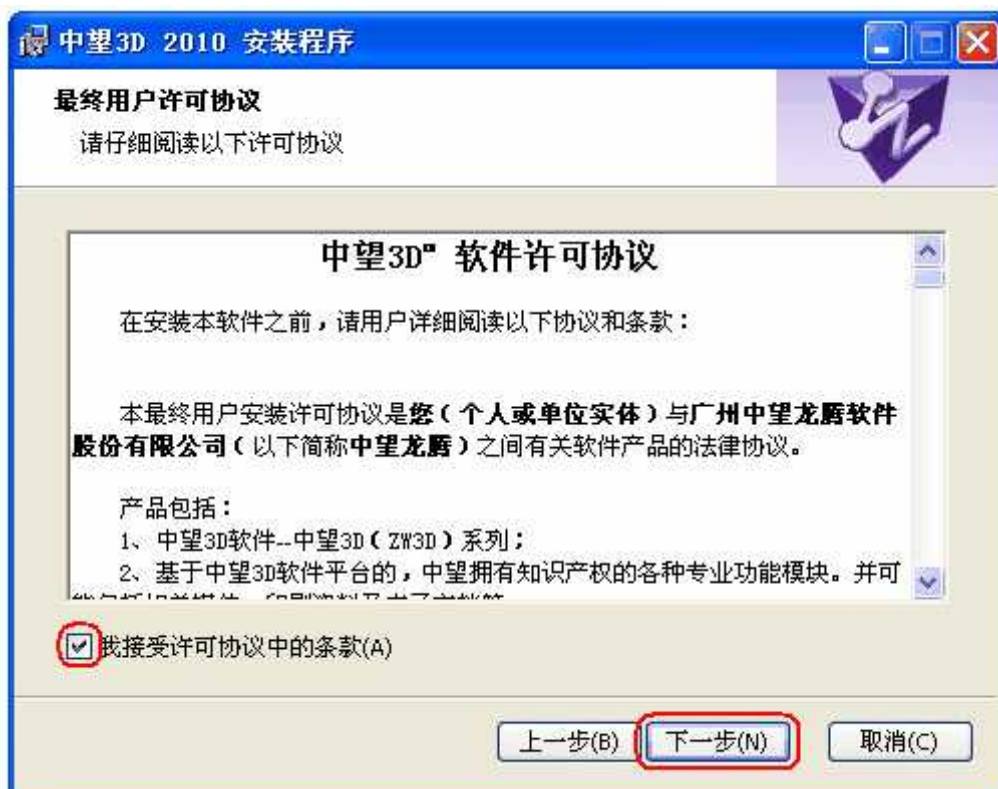 中望3D 2010 安装程序
最终用户许可协议
请仔细阅读以下许可协议
中望3D™ 软件许可协议
在安装本软件之前，请用户详细阅读以下协议和条款：
本最终用户安装许可协议是您（个人或单位实体）与广州中望龙腾软件
股份有限公司（以下简称中望龙腾）之间有关软件产品的法律协议。
产品包括：
1、中望3D软件--中望3D（ZW3D）系列；
2、基于中望3D软件平台的，中望拥有知识产权的各种专业功能模块。并可
我接受许可协议中的条款(A)
上一步(B) 下一步(N) 取消(C)